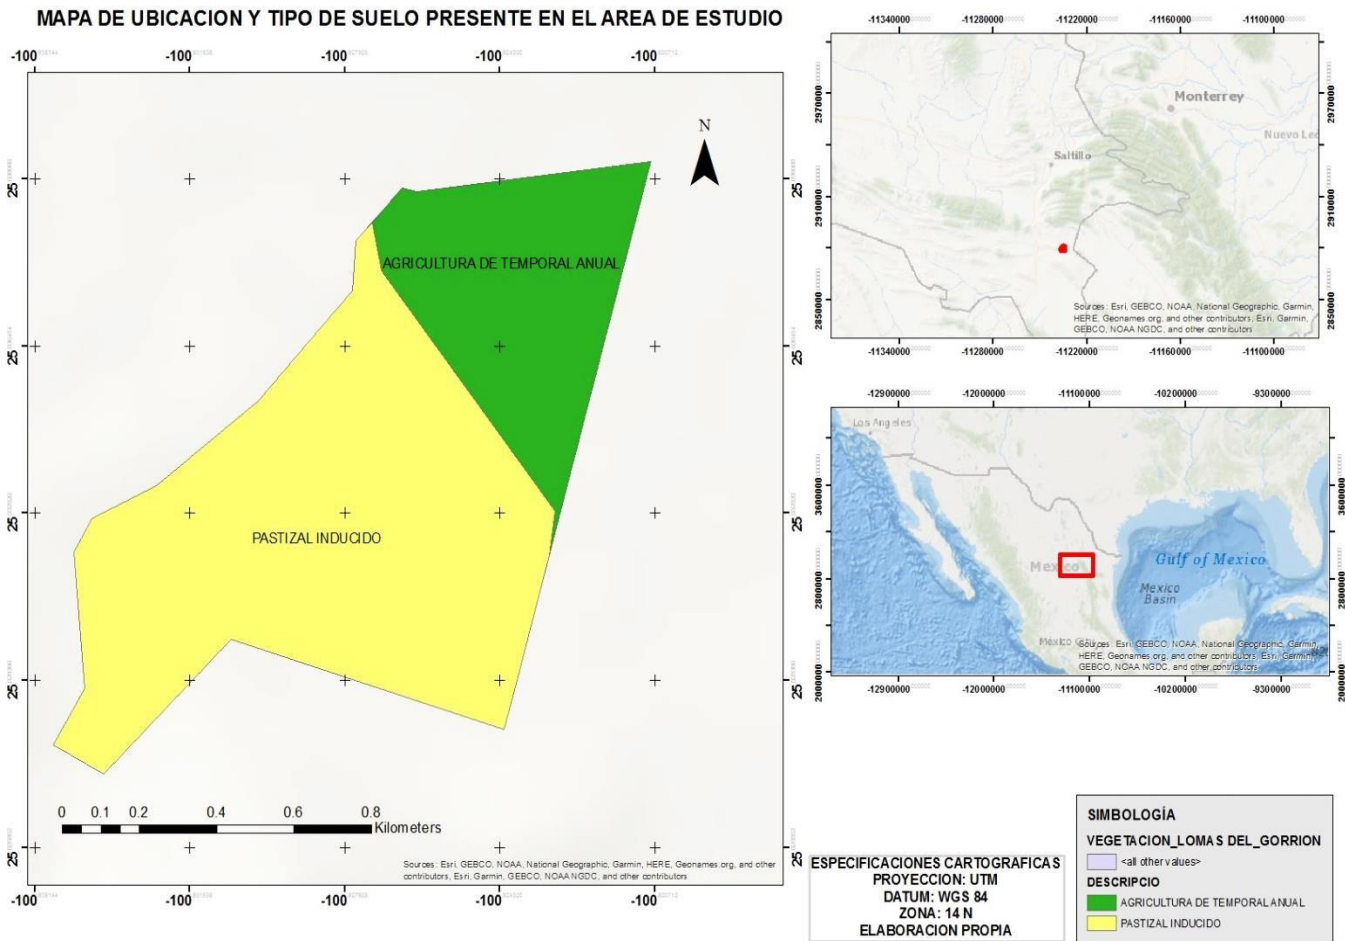 MAPA DE UBICACION Y TIPO DE SUELO PRESENTE EN EL AREA DE ESTUDIO
-100 -100 -100 -100 -100
25
25
25
25
25
N
AGRICULTURA DE TEMPORAL ANUAL
PASTIZAL INDUCIDO
0 0.1 0.2 0.4 0.6 0.8
Kilometers
Sources: Esri, GEBCO, NOAA, National Geographic, Garmin, HERE, Geonames.org, and other
contributors, Esri, Garmin, GEBCO, NOAA NGDC, and other contributors
25
25
25
25
25
-100 -100 -100 -100 -100
-11340000 -11280000 -11220000 -11160000 -11100000
2970000
2910000
2850000
Monterrey
Nuevo Leó
Saltillo
Sources: Esri, GEBCO, NOAA, National Geographic, Garmin,
HERE, Geonames.org, and other contributors, Esri, Garmin,
GEBCO, NOAA NGDC, and other contributors
2970000
2910000
2850000
-11340000 -11280000 -11220000 -11160000 -11100000
-12900000 -12000000 -11100000 -10200000 -9300000
3600000
2800000
2000000
Los Angeles
Mexico
Gulf of Mexico
Mexico
Basin
México City
Sources: Esri, GEBCO, NOAA, National Geographic, Garmin,
HERE, Geonames.org, and other contributors, Esri, Garmin,
GEBCO, NOAA NGDC, and other contributors
3600000
2800000
2000000
-12900000 -12000000 -11100000 -10200000 -9300000
ESPECIFICACIONES CARTOGRAFICAS
PROYECCION: UTM
DATUM: WGS 84
ZONA: 14 N
ELABORACION PROPIA
SIMBOLOGÍA
VEGETACION_LOMAS DEL_GORRION
<all other values>
DESCRIPCIO
AGRICULTURA DE TEMPORAL ANUAL
PASTIZAL INDUCIDO